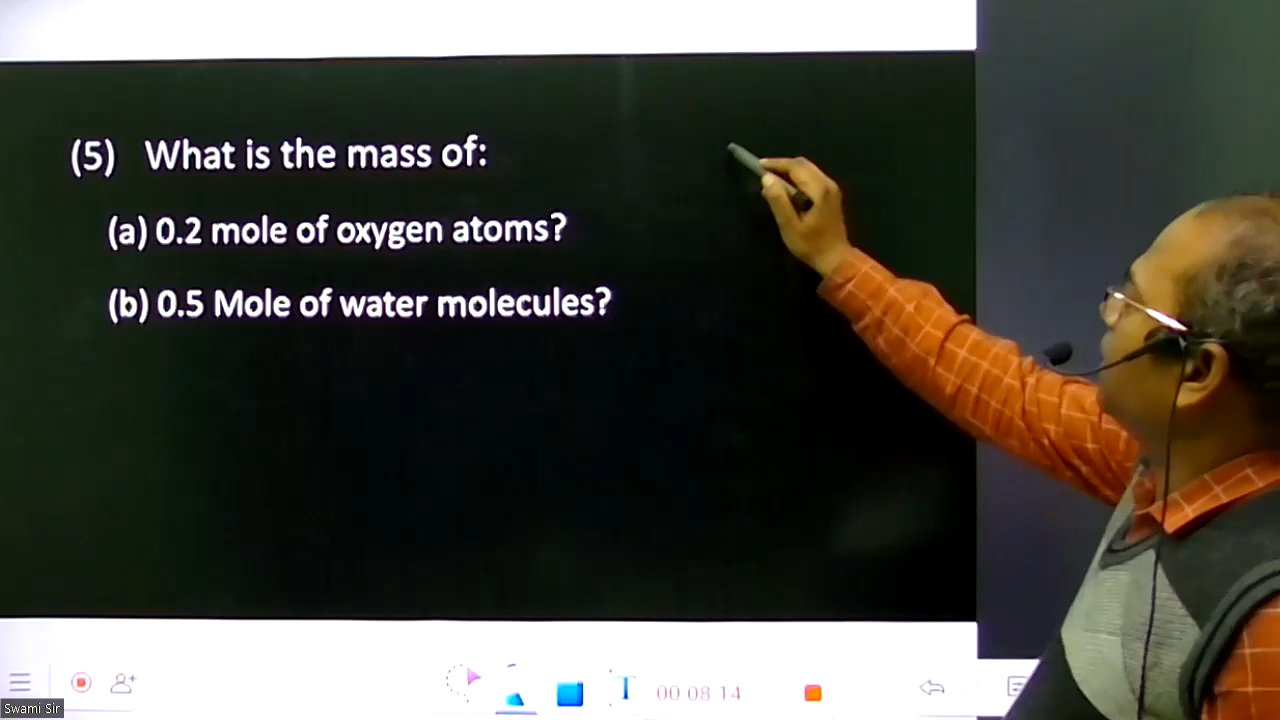 (5) What is the mass of:
(a) 0.2 mole of oxygen atoms?
(b) 0.5 Mole of water molecules?
T 00:08:14
Swami Sir